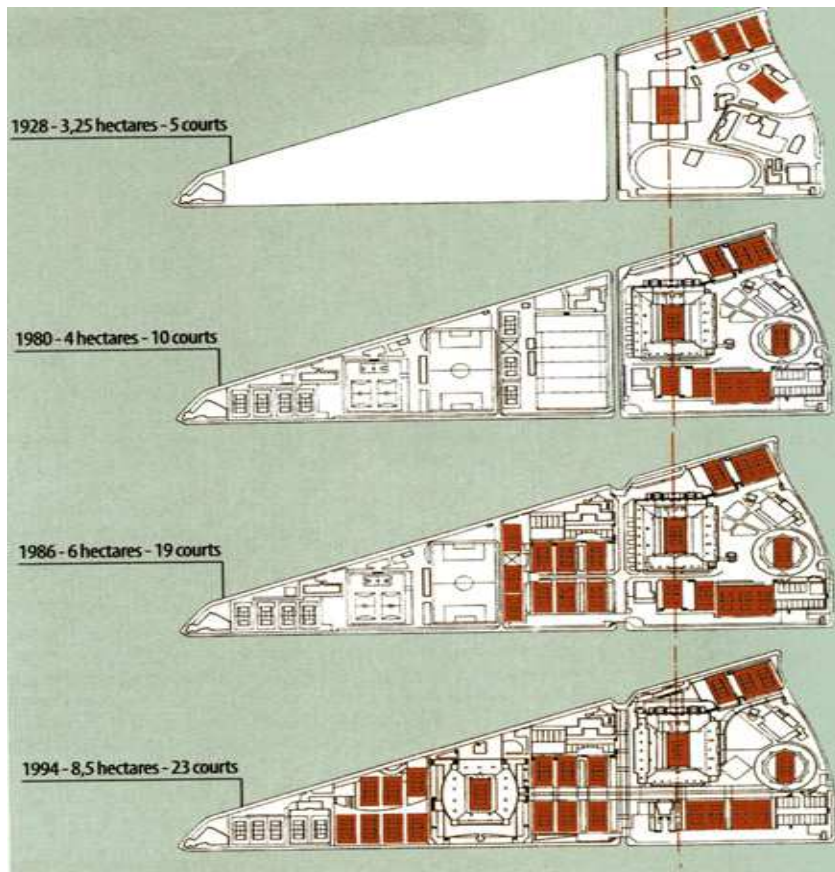 1928 - 3,25 hectares - 5 courts
1980 - 4 hectares - 10 courts
1986 - 6 hectares - 19 courts
1994 - 8,5 hectares - 23 courts